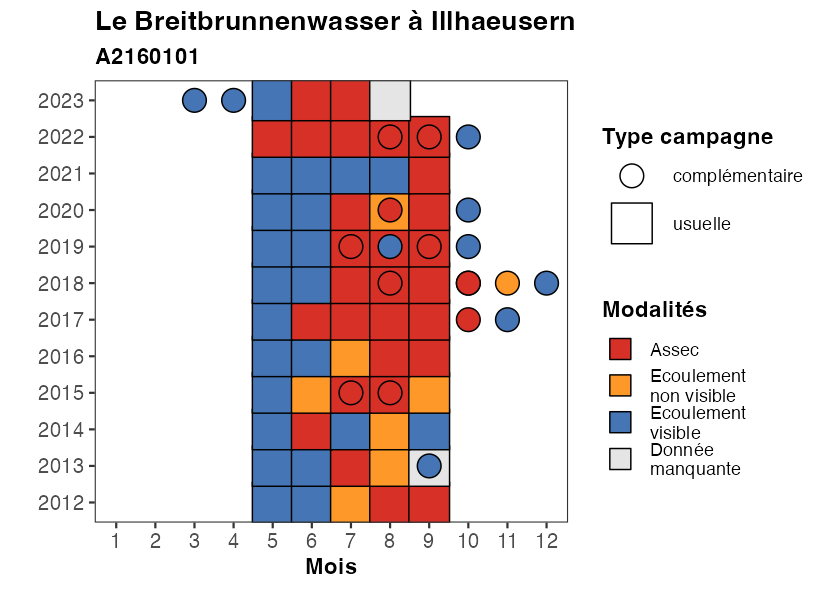 Le Breitbrunnenwasser à Illhaeusern
A2160101
2023
2022
2021
2020
2019
2018
2017
2016
2015
2014
2013
2012
1 2 3 4 5 6 7 8 9 10 11 12
Mois
Type campagne
complémentaire
usuelle
Modalités
Assec
Ecoulement
non visible
Ecoulement
visible
Donnée
manquante